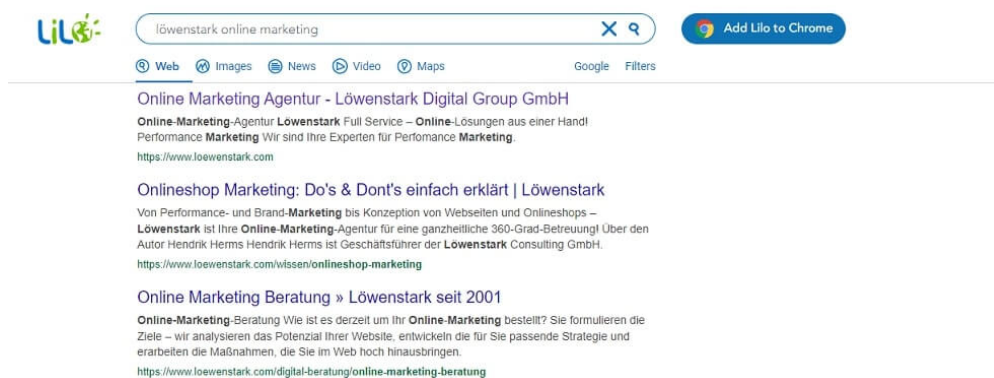 Lilo
löwenstark online marketing
Add Lilo to Chrome
Web Images News Video Maps Google Filters
Online Marketing Agentur - Löwenstark Digital Group GmbH
Online-Marketing-Agentur Löwenstark Full Service – Online-Lösungen aus einer Hand!
Performance Marketing Wir sind Ihre Experten für Perfomance Marketing.
https://www.loewenstark.com
Onlineshop Marketing: Do's & Dont's einfach erklärt | Löwenstark
Von Performance- und Brand-Marketing bis Konzeption von Webseiten und Onlineshops –
Löwenstark ist Ihre Online-Marketing-Agentur für eine ganzheitliche 360-Grad-Betreuung! Über den
Autor Hendrik Herms Hendrik Herms ist Geschäftsführer der Löwenstark Consulting GmbH.
https://www.loewenstark.com/wissen/onlineshop-marketing
Online Marketing Beratung » Löwenstark seit 2001
Online-Marketing-Beratung Wie ist es derzeit um Ihr Online-Marketing bestellt? Sie formulieren die
Ziele – wir analysieren das Potenzial Ihrer Website, entwickeln die für Sie passende Strategie und
erarbeiten die Maßnahmen, die Sie im Web hoch hinausbringen.
https://www.loewenstark.com/digital-beratung/online-marketing-beratung